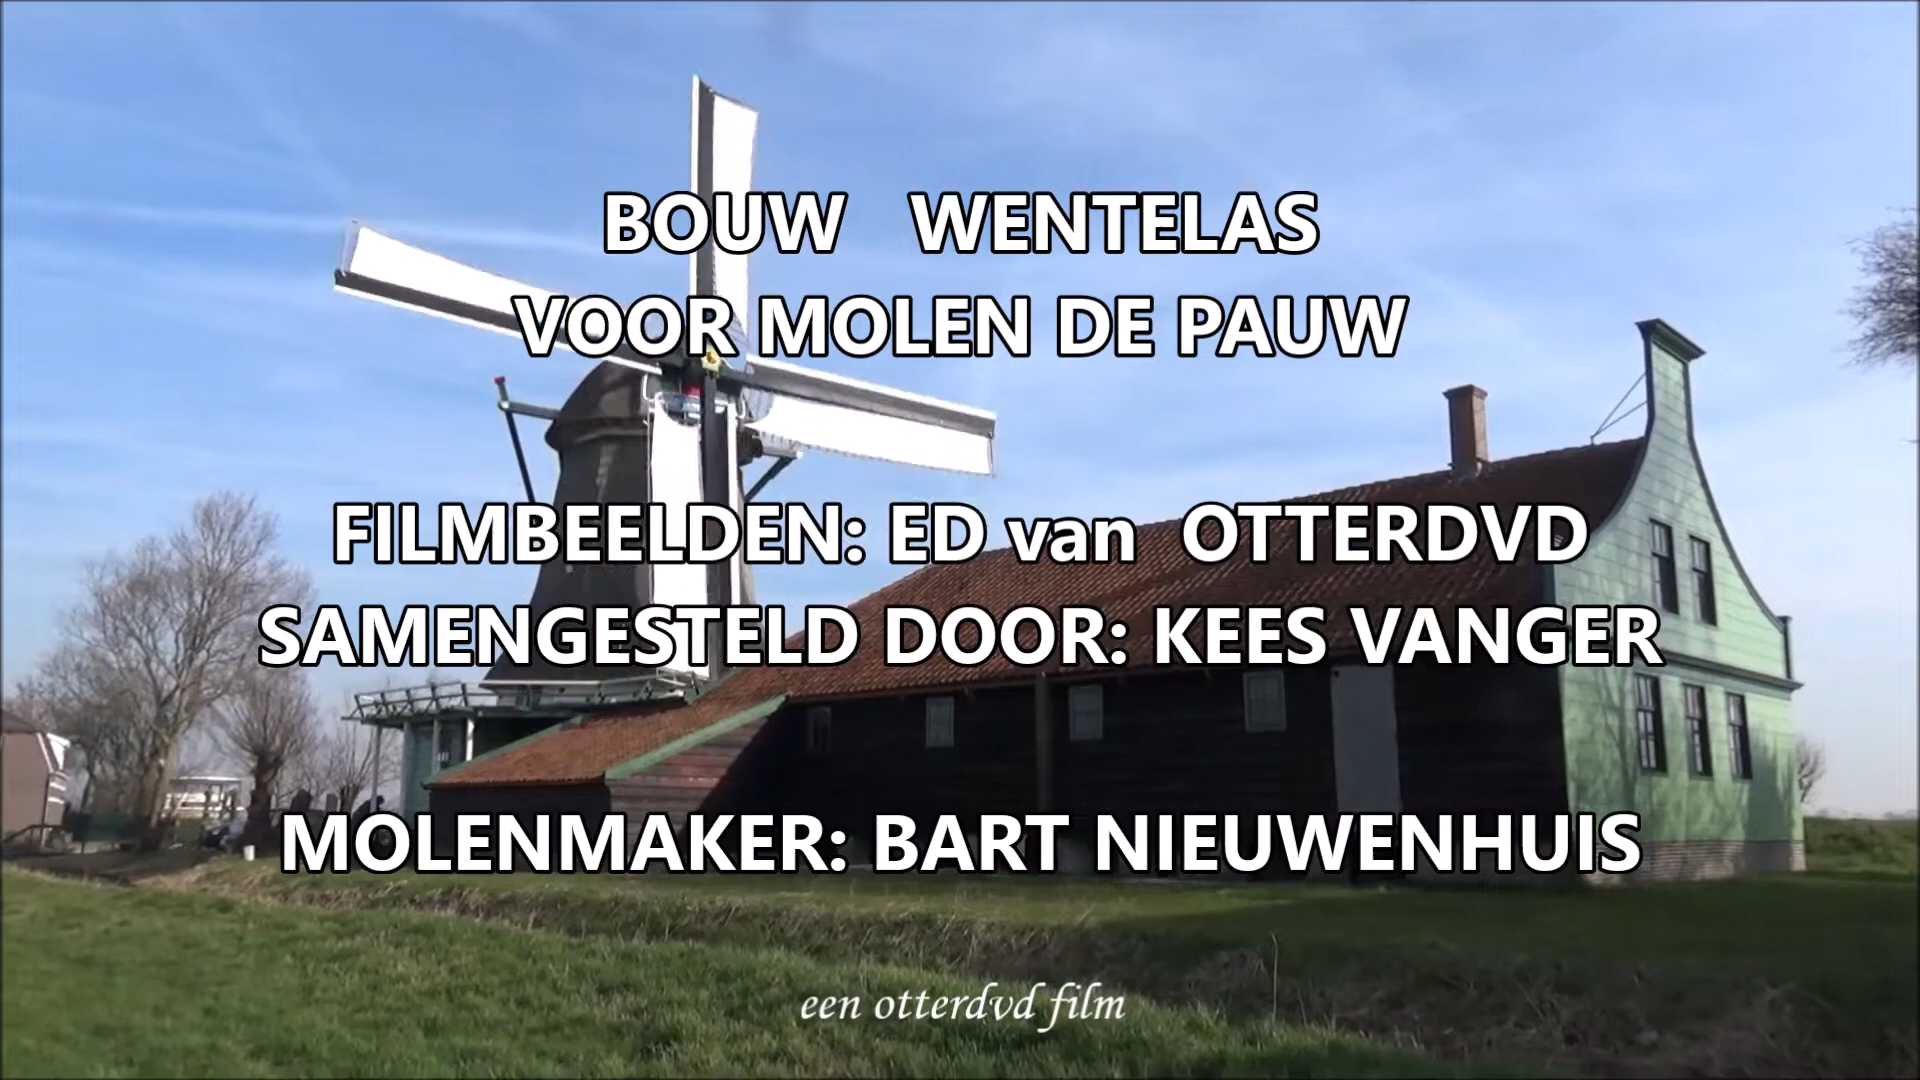 BOUW WENTELAS
VOOR MOLEN DE PAUW
FILMBEELDEN: ED van OTTERDVD
SAMENGESTELD DOOR: KEES VANGER
MOLENMAKER: BART NIEUWENHUIS
een otterdvd film